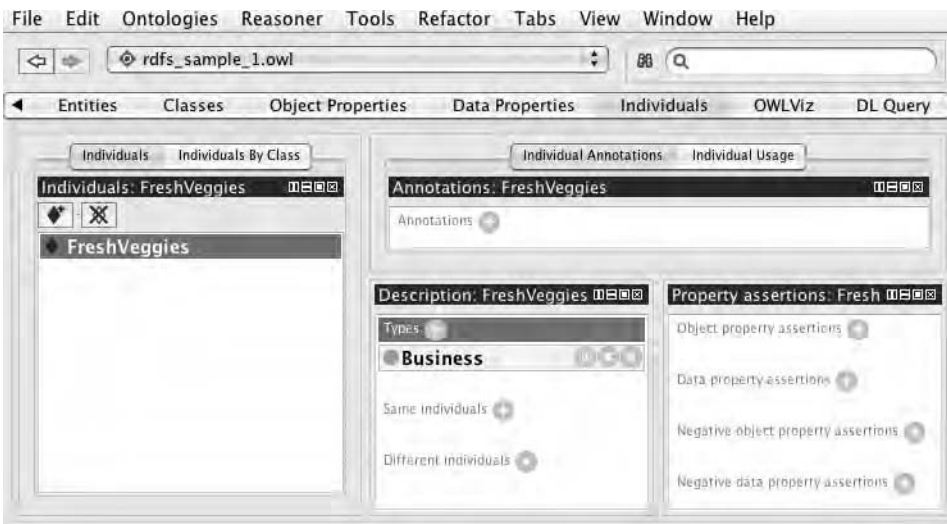 File Edit Ontologies Reasoner Tools Refactor Tabs View Window Help
rdfs_sample_1.owl
Entities Classes Object Properties Data Properties Individuals OWLViz DL Query
Individuals Individuals By Class
Individual Annotations Individual Usage
Individuals: FreshVeggies
Annotations: FreshVeggies
Annotations
FreshVeggies
Description: FreshVeggies
Property assertions: Fresh
Types
Object property assertions
Business
Data property assertions
Same individuals
Negative object property assertions
Different individuals
Negative data property assertions